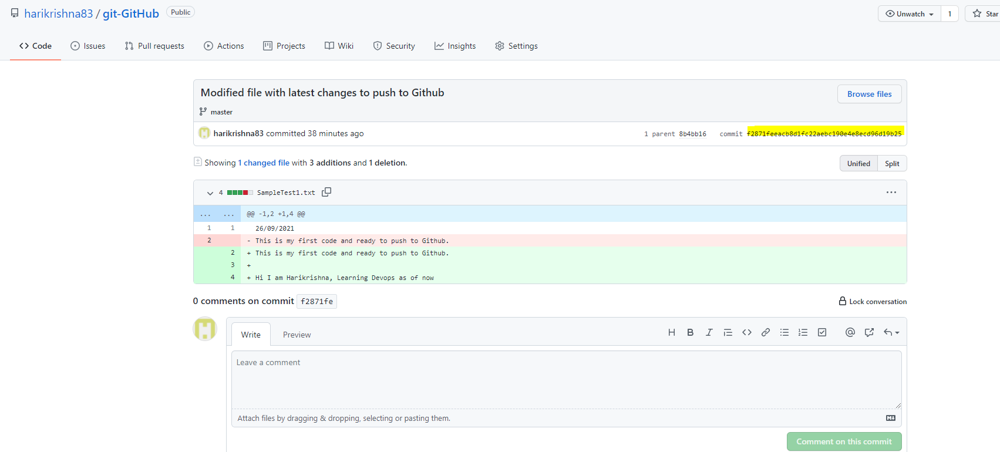 harikrishna83 / git-GitHub Public Unwatch 1 Star
Code Issues Pull requests Actions Projects Wiki Security Insights Settings
Modified file with latest changes to push to Github
Browse files
master
harikrishna83 committed 38 minutes ago 1 parent 8b4bb16 commit f2871feeacb8d1fc22aebc190e4e8ecd96d19b25
Showing 1 changed file with 3 additions and 1 deletion. Unified Split
4 SampleTest1.txt
... ... @@ -1,2 +1,4 @@
1 1 26/09/2021
2 - This is my first code and ready to push to Github.
2 + This is my first code and ready to push to Github.
3 +
4 + Hi I am Harikrishna, Learning Devops as of now
0 comments on commit f2871fe Lock conversation
Write Preview
Leave a comment
Attach files by dragging & dropping, selecting or pasting them.
Comment on this commit